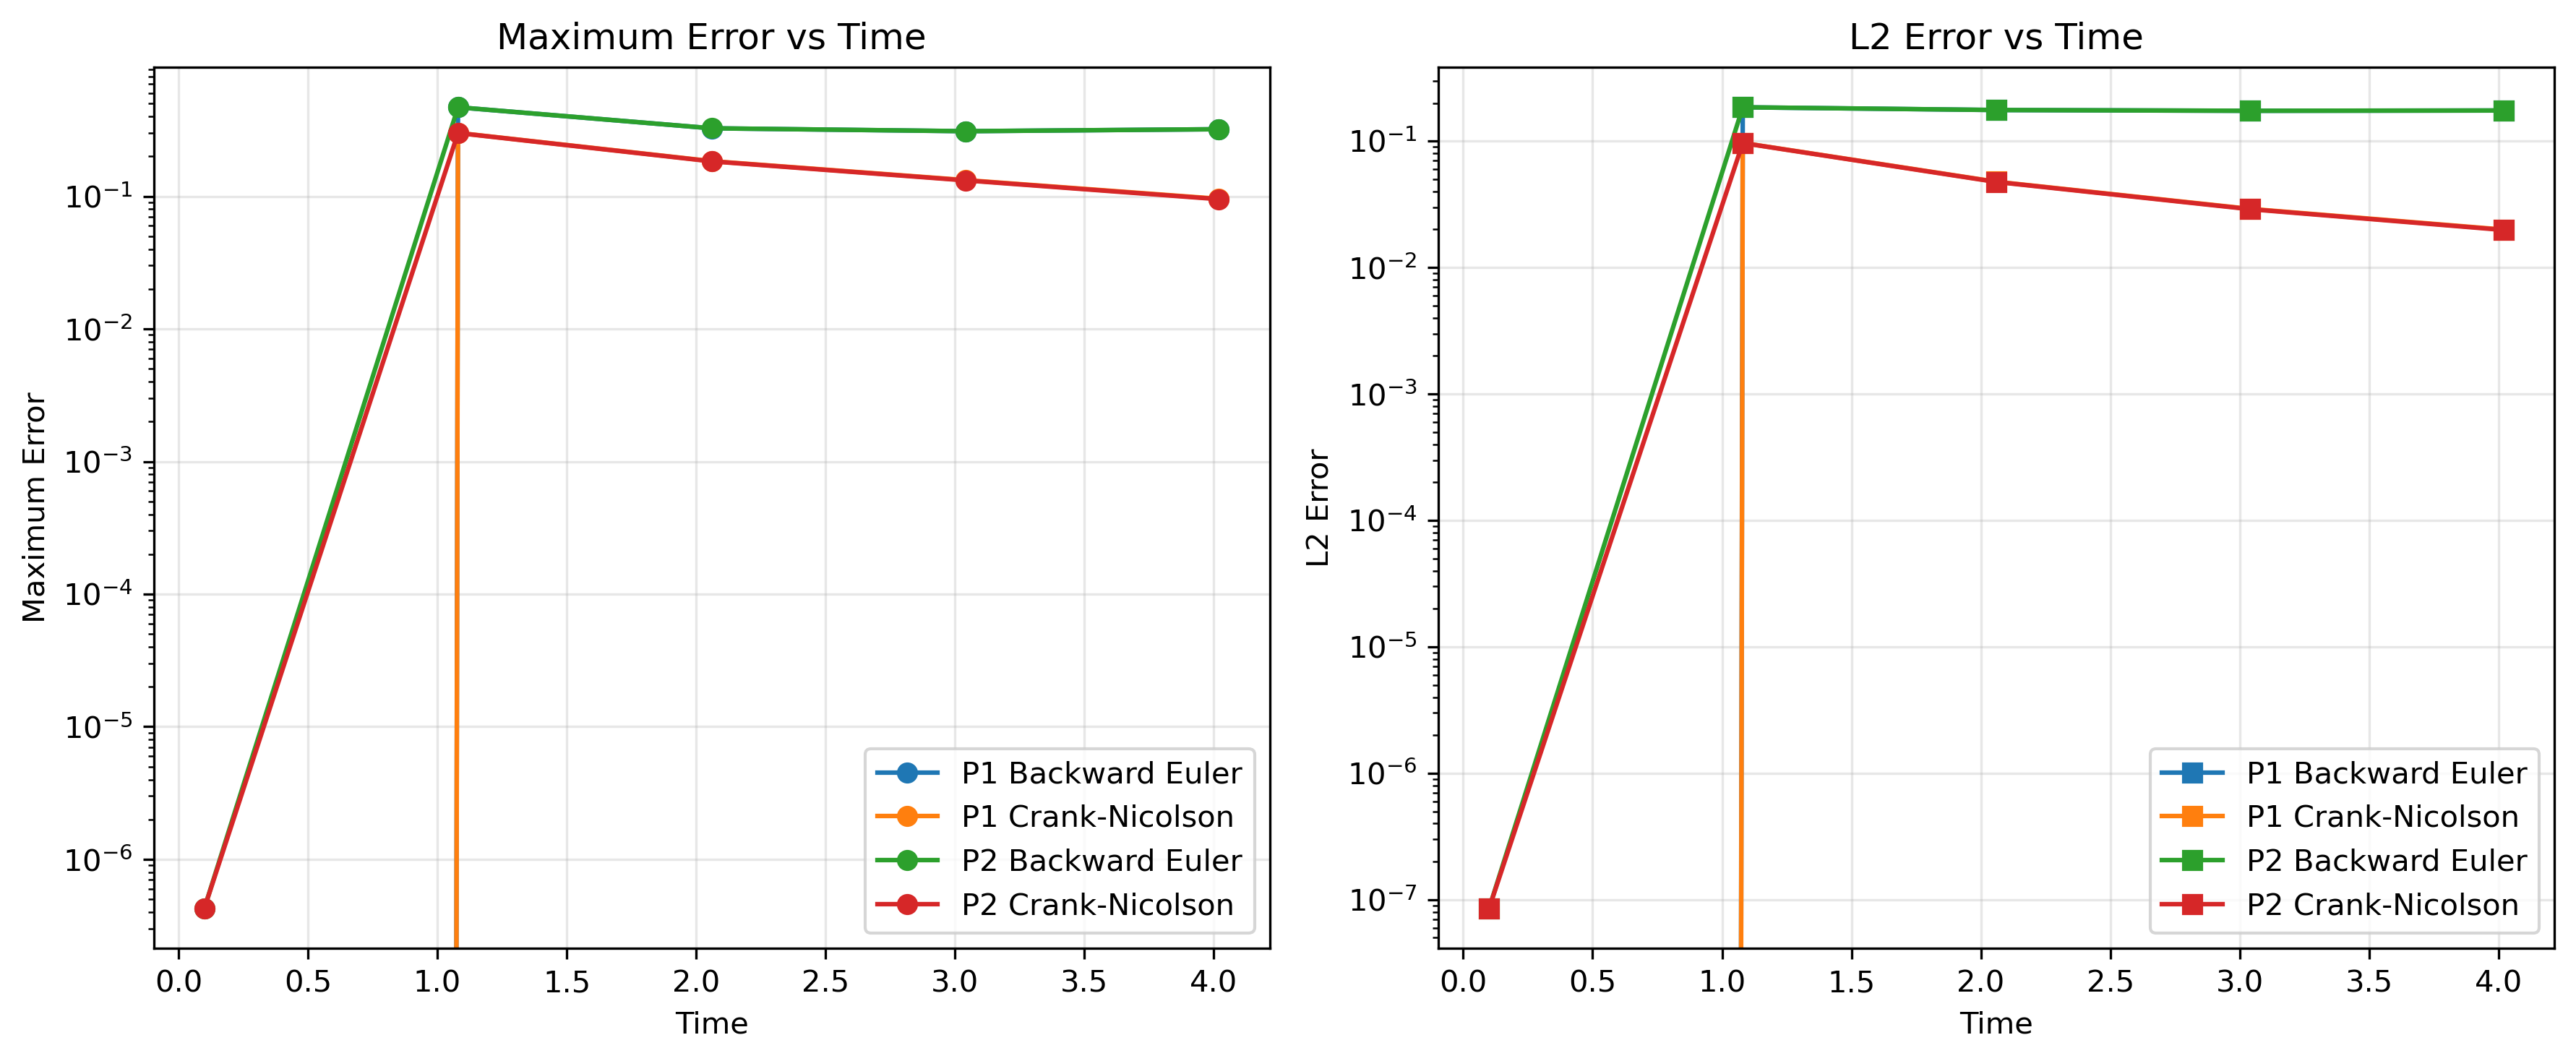 Maximum Error vs Time
Maximum Error
10⁻¹
10⁻²
10⁻³
10⁻⁴
10⁻⁵
10⁻⁶
0.0 0.5 1.0 1.5 2.0 2.5 3.0 3.5 4.0
Time
P1 Backward Euler
P1 Crank-Nicolson
P2 Backward Euler
P2 Crank-Nicolson
L2 Error vs Time
L2 Error
10⁻¹
10⁻²
10⁻³
10⁻⁴
10⁻⁵
10⁻⁶
10⁻⁷
0.0 0.5 1.0 1.5 2.0 2.5 3.0 3.5 4.0
Time
P1 Backward Euler
P1 Crank-Nicolson
P2 Backward Euler
P2 Crank-Nicolson